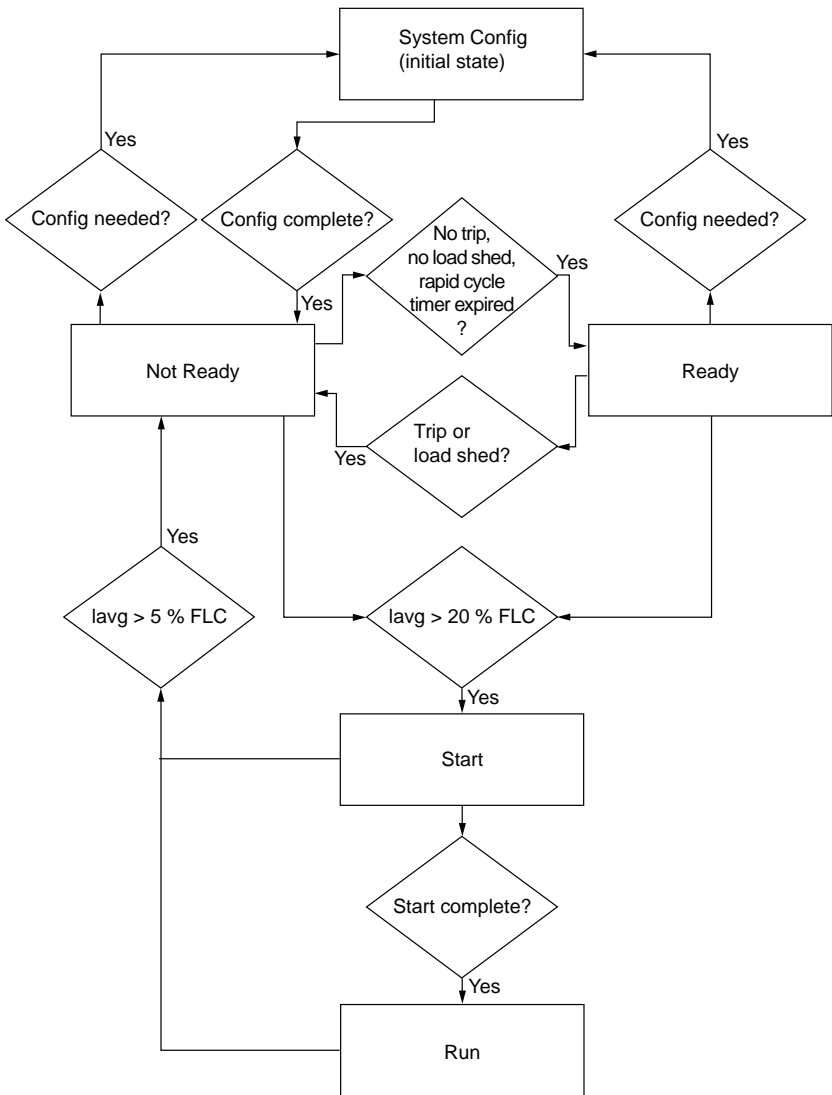 System Config
(initial state)
Yes
Yes
Config needed?
Config complete?
Config needed?
No trip,
no load shed,
rapid cycle
timer expired
?
Yes
Yes
Not Ready
Ready
Trip or
load shed?
Yes
Yes
Iavg > 5 % FLC
Iavg > 20 % FLC
Yes
Start
Start complete?
Yes
Run